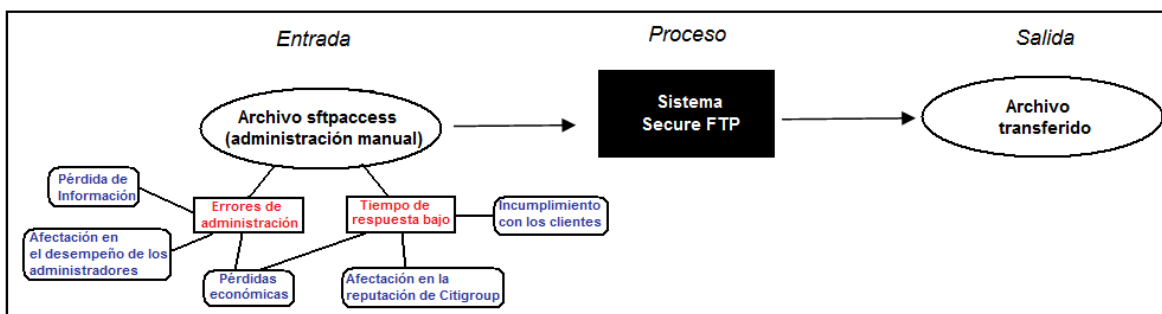 Entrada
Proceso
Salida
Archivo sftpaccess
(administración manual)
Sistema
Secure FTP
Archivo
transferido
Pérdida de
Información
Errores de
administración
Tiempo de
respuesta bajo
Incumplimiento
con los clientes
Afectación en
el desempeño de los
administradores
Pérdidas
económicas
Afectación en la
reputación de Citigroup